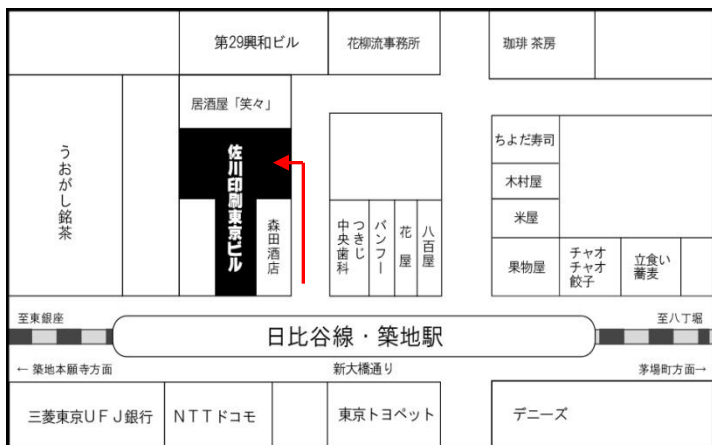 第29興和ビル
花柳流事務所
珈琲 茶房
居酒屋「笑々」
うおがし銘茶
佐川印刷東京ビル
森田酒店
つきじ
中央歯科
バンフー
花屋
八百屋
ちよだ寿司
木村屋
米屋
果物屋
チャオ
チャオ
餃子
立食い
蕎麦
至東銀座
至八丁堀
日比谷線・築地駅
← 築地本願寺方面
新大橋通り
茅場町方面→
三菱東京UFJ銀行
NTTドコモ
東京トヨペット
デニーズ